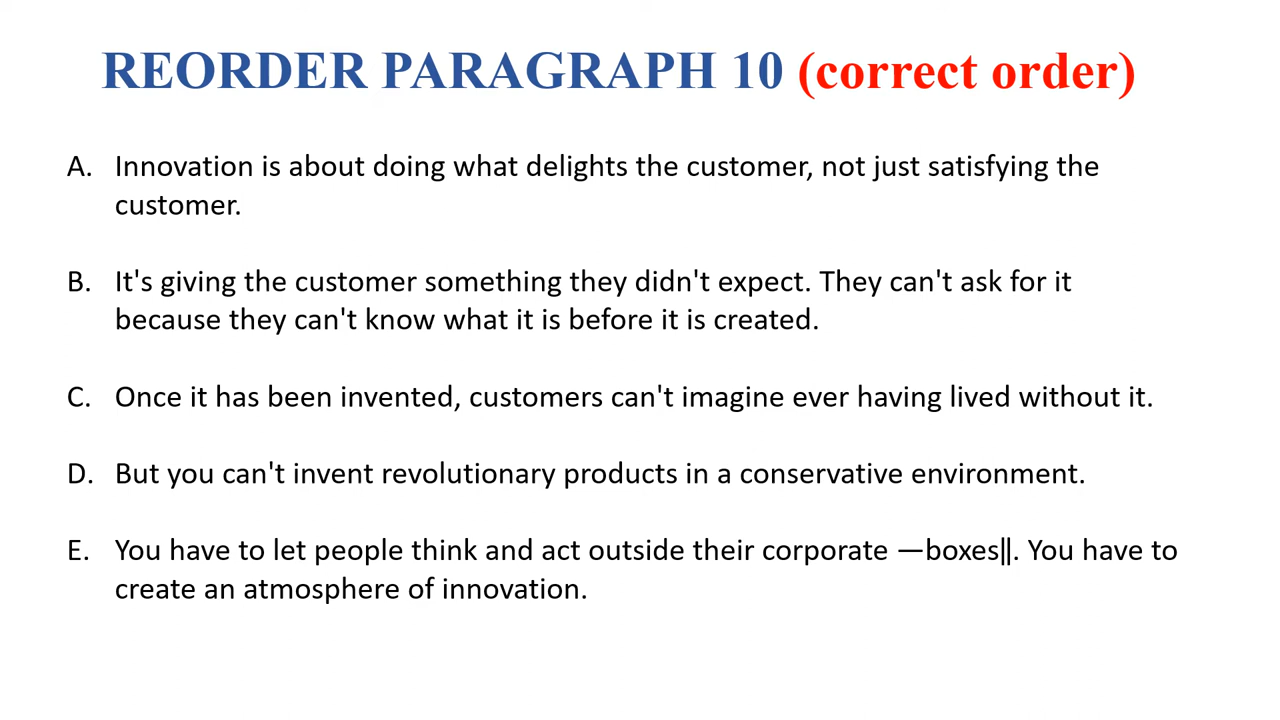 REORDER PARAGRAPH 10 (correct order)
A. Innovation is about doing what delights the customer, not just satisfying the
customer.
B. It's giving the customer something they didn't expect. They can't ask for it
because they can't know what it is before it is created.
C. Once it has been invented, customers can't imagine ever having lived without it.
D. But you can't invent revolutionary products in a conservative environment.
E. You have to let people think and act outside their corporate ―boxes‖. You have to
create an atmosphere of innovation.